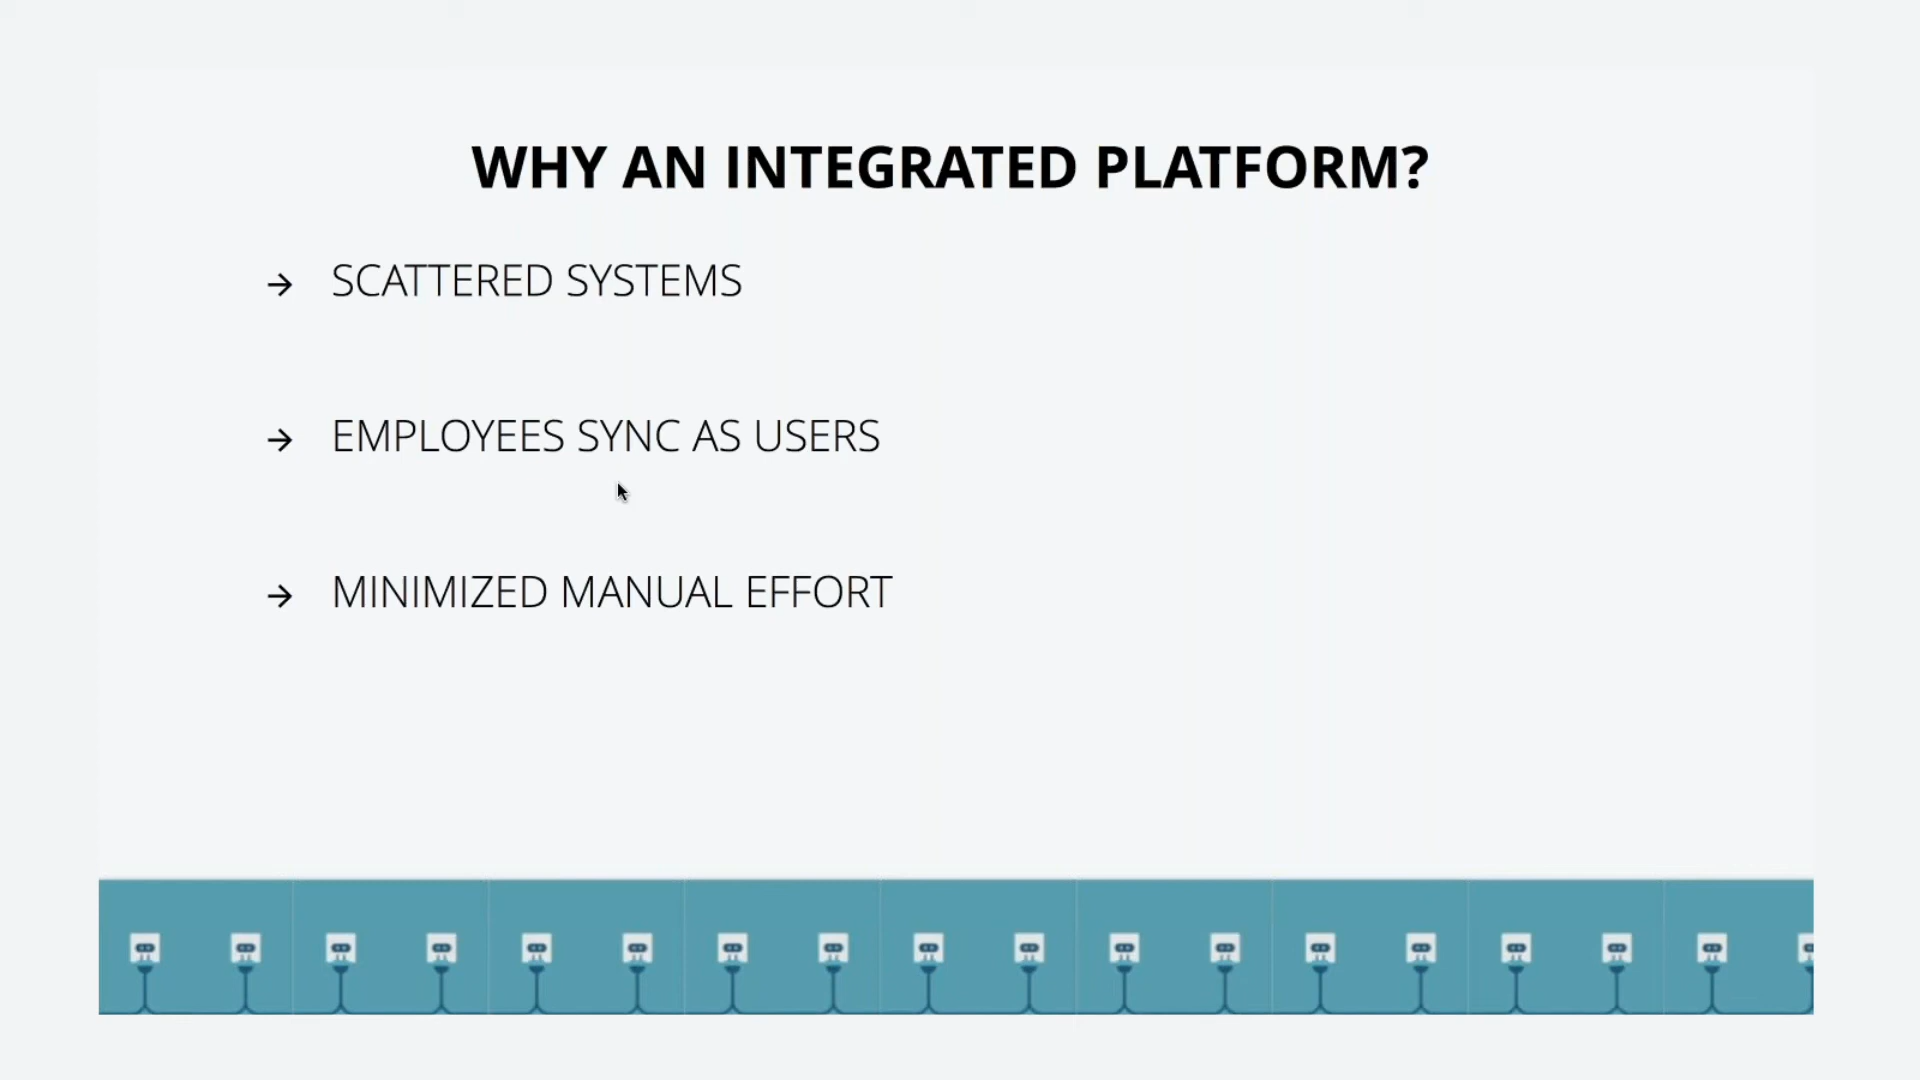 WHY AN INTEGRATED PLATFORM?
→ SCATTERED SYSTEMS
→ EMPLOYEES SYNC AS USERS
→ MINIMIZED MANUAL EFFORT